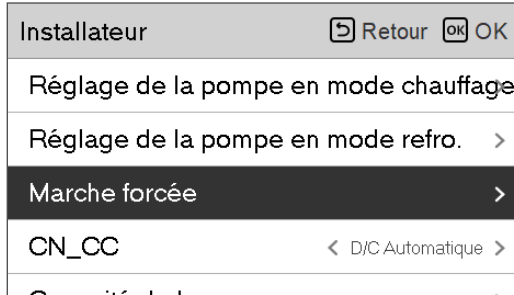 Installateur Retour OK OK
Réglage de la pompe en mode chauffage
Réglage de la pompe en mode refro.
Marche forcée
CN_CC D/C Automatique